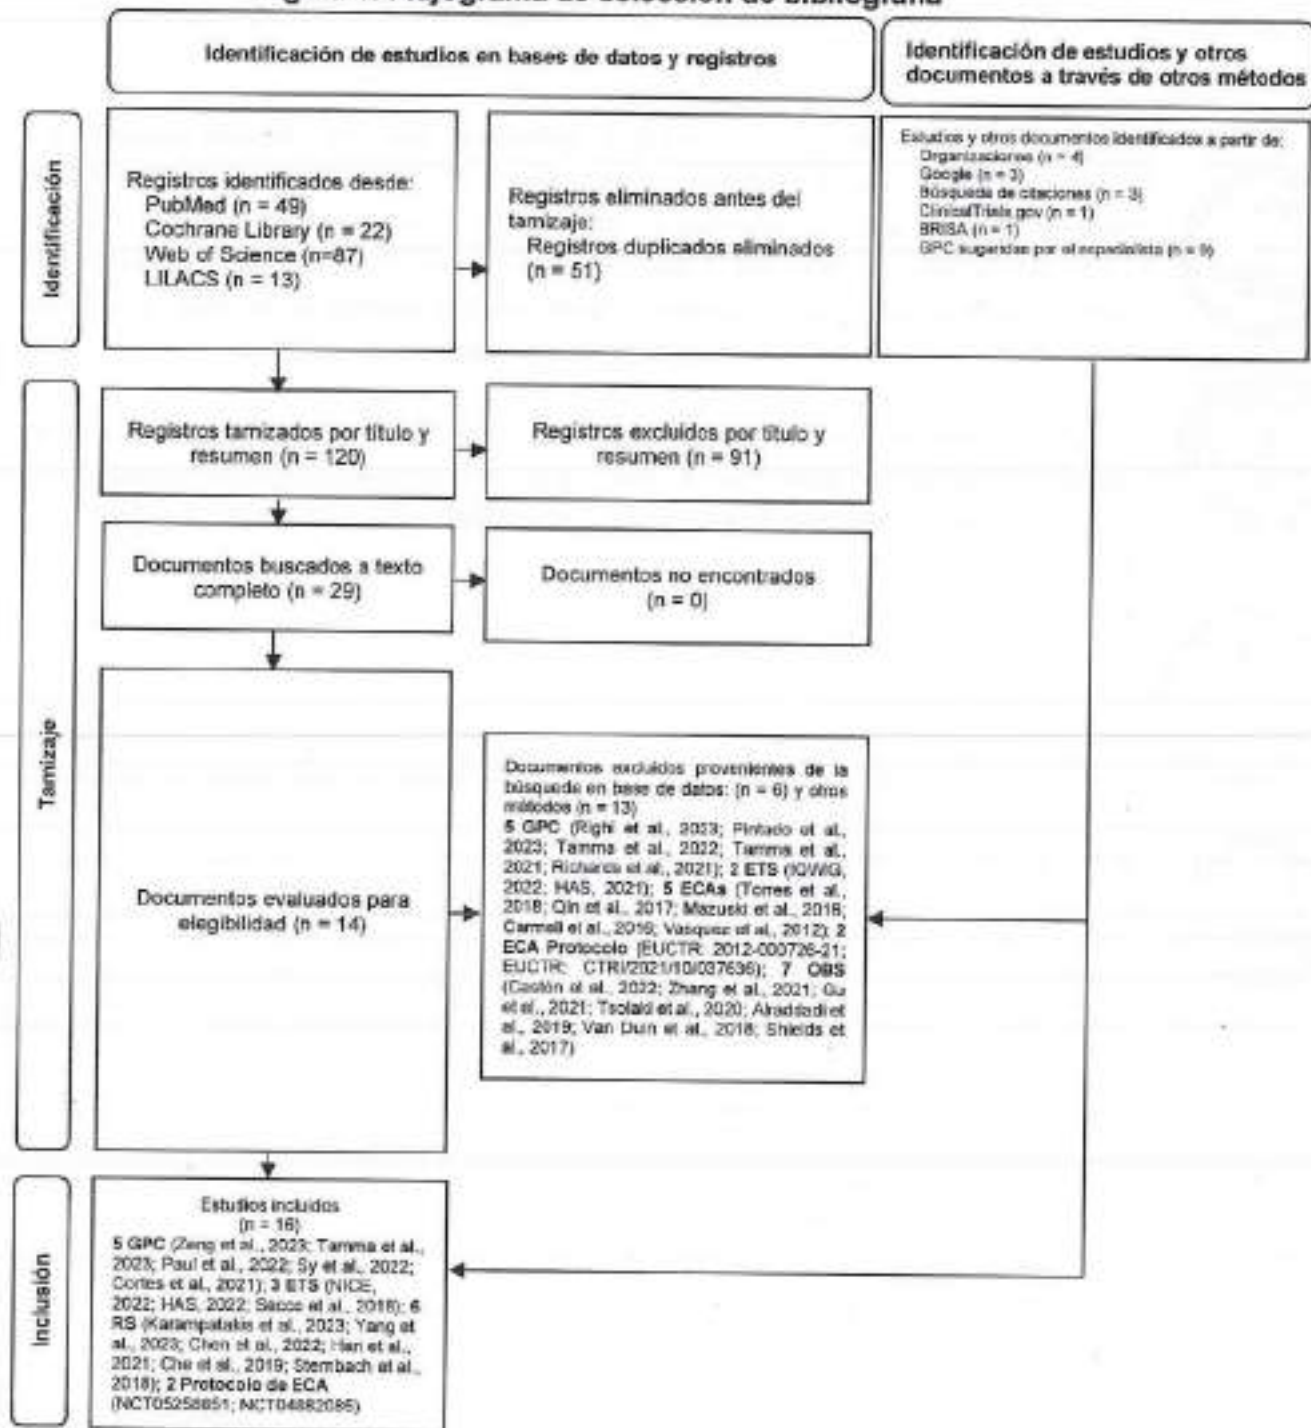 Flujograma de selección de bibliografía
Identificación de estudios en bases de datos y registros
Identificación de estudios y otros
documentos a través de otros métodos
Identificación
Registros identificados desde:
PubMed (n = 49)
Cochrane Library (n = 22)
Web of Science (n=87)
LILACS (n = 13)
Registros eliminados antes del
tamizaje:
Registros duplicados eliminados
(n = 51)
Estudios y otros documentos identificados a partir de:
Organizaciones (n = 4)
Google (n = 3)
Búsqueda de citaciones (n = 3)
ClinicalTrials.gov (n = 1)
BRISA (n = 1)
GPC sugeridas por el especialista (n = 9)
Tamizaje
Registros tamizados por título y
resumen (n = 120)
Registros excluidos por título y
resumen (n = 91)
Documentos buscados a texto
completo (n = 29)
Documentos no encontrados
(n = 0)
Documentos evaluados para
elegibilidad (n = 14)
Documentos excluidos provenientes de la
búsqueda en base de datos: (n = 6) y otros
métodos (n = 13)
5 GPC (Righi et al., 2023; Pintado et al.,
2023; Tamma et al., 2022; Tamma et al.,
2021; Richards et al., 2021); 2 ETS (IQWIG,
2022; HAS, 2021); 5 ECAs (Torres et al.,
2018; Qin et al., 2017; Mazuski et al., 2016;
Carmeli et al., 2016; Vasquez et al., 2012); 2
ECA Protocolo (EUCTR: 2012-000726-21;
EUCTR: CTRI/2021/10/037636); 7 OBS
(Castón et al., 2022; Zhang et al., 2021; Gu
et al., 2021; Tsolaki et al., 2020; Alraddadi et
al., 2019; Van Duin et al., 2018; Shields et
al., 2017)
Inclusión
Estudios incluidos
(n = 16)
5 GPC (Zeng et al., 2023; Tamma et al.,
2023; Paul et al., 2022; Sy et al., 2022;
Cortes et al., 2021); 3 ETS (NICE,
2022; HAS, 2022; Sacco et al., 2018); 6
RS (Karampatakis et al., 2023; Yang et
al., 2023; Chen et al., 2022; Han et al.,
2021; Che et al., 2019; Sternbach et al.,
2018); 2 Protocolo de ECA